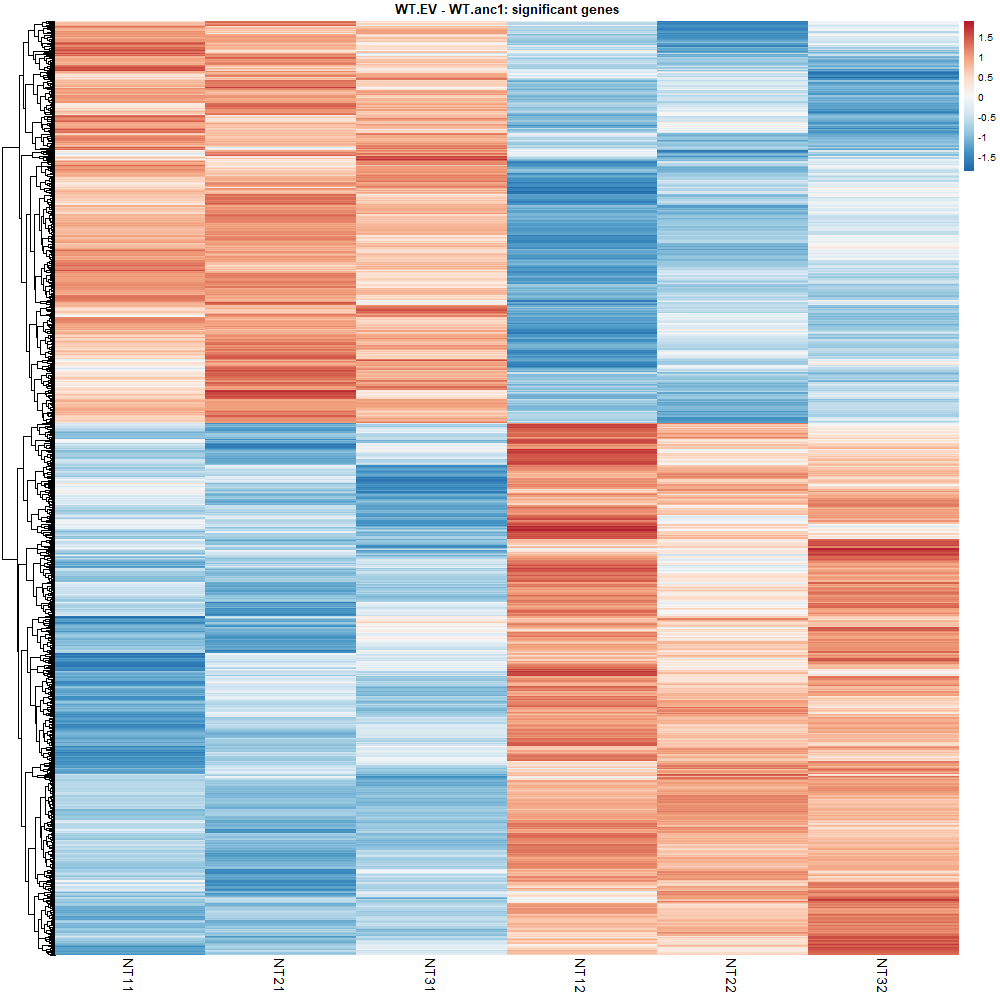 WT.EV - WT.anc1: significant genes
1.5
1
0.5
0
-0.5
-1
-1.5
NT11
NT21
NT31
NT12
NT22
NT32